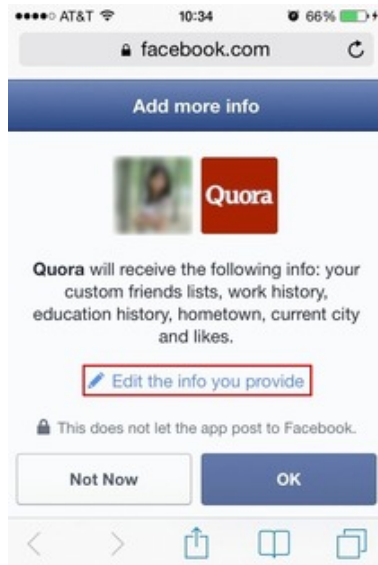 AT&T 10:34 66%
facebook.com
Add more info
Quora
Quora will receive the following info: your
custom friends lists, work history,
education history, hometown, current city
and likes.
Edit the info you provide
This does not let the app post to Facebook.
Not Now OK